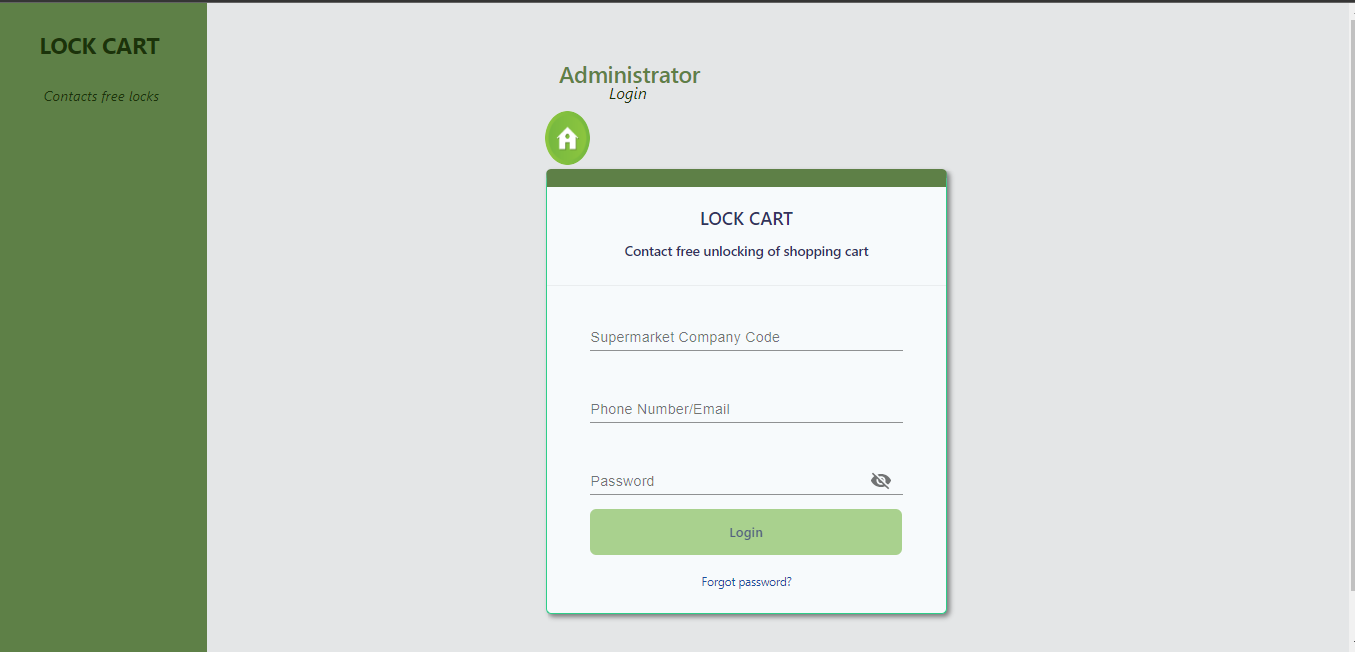 LOCK CART
Contacts free locks
Administrator
Login
LOCK CART
Contact free unlocking of shopping cart
Supermarket Company Code
Phone Number/Email
Password
Login
Forgot password?